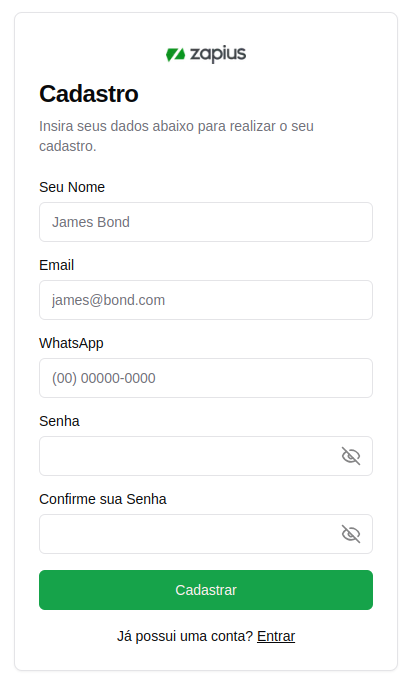 zapius
Cadastro
Insira seus dados abaixo para realizar o seu
cadastro.
Seu Nome
James Bond
Email
james@bond.com
WhatsApp
(00) 00000-0000
Senha
Confirme sua Senha
Cadastrar
Já possui uma conta? Entrar